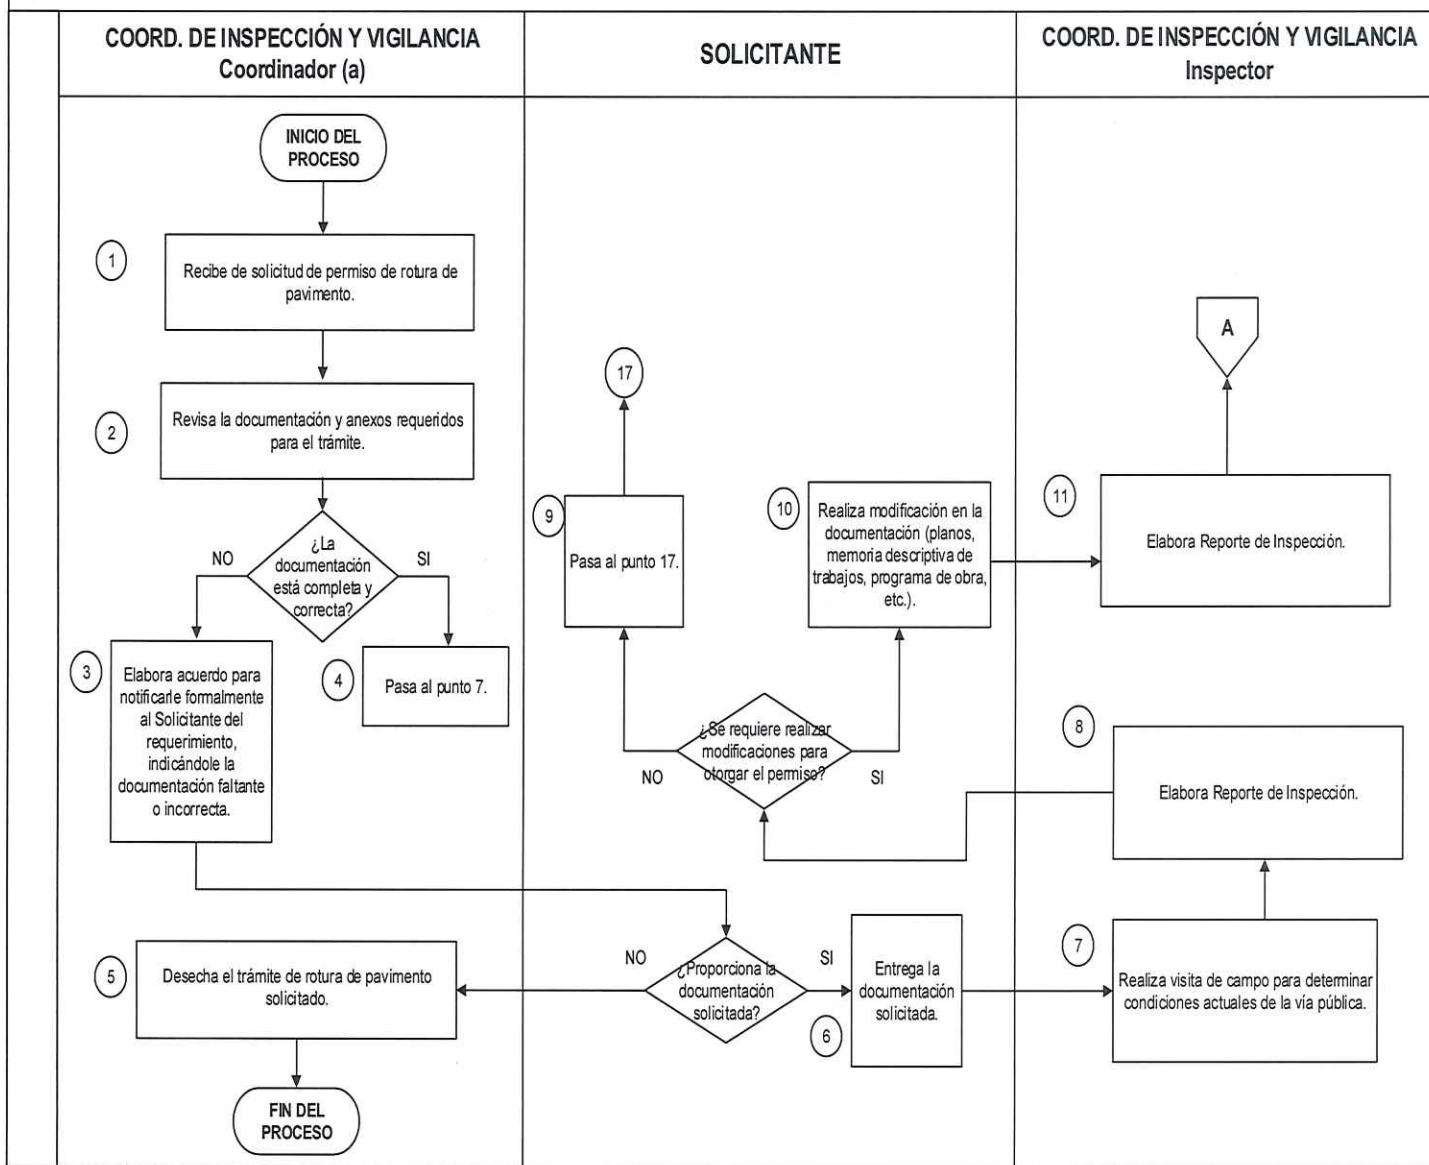 COORD. DE INSPECCIÓN Y VIGILANCIA
Coordinador (a)
SOLICITANTE
COORD. DE INSPECCIÓN Y VIGILANCIA
Inspector
INICIO DEL
PROCESO
1
Recibe de solicitud de permiso de rotura de
pavimento.
2
Revisa la documentación y anexos requeridos
para el trámite.
¿La
documentación
está completa y
correcta?
NO
SI
3
Elabora acuerdo para
notificarle formalmente
al Solicitante del
requerimiento,
indicándole la
documentación faltante
o incorrecta.
4
Pasa al punto 7.
5
Desecha el trámite de rotura de pavimento
solicitado.
FIN DEL
PROCESO
17
9
Pasa al punto 17.
10
Realiza modificación en la
documentación (planos,
memoria descriptiva de
trabajos, programa de obra,
etc.).
¿Se requiere realizar
modificaciones para
otorgar el permiso?
NO
SI
NO
¿Proporciona la
documentación
solicitada?
SI
6
Entrega la
documentación
solicitada.
A
11
Elabora Reporte de Inspección.
8
Elabora Reporte de Inspección.
7
Realiza visita de campo para determinar
condiciones actuales de la vía pública.